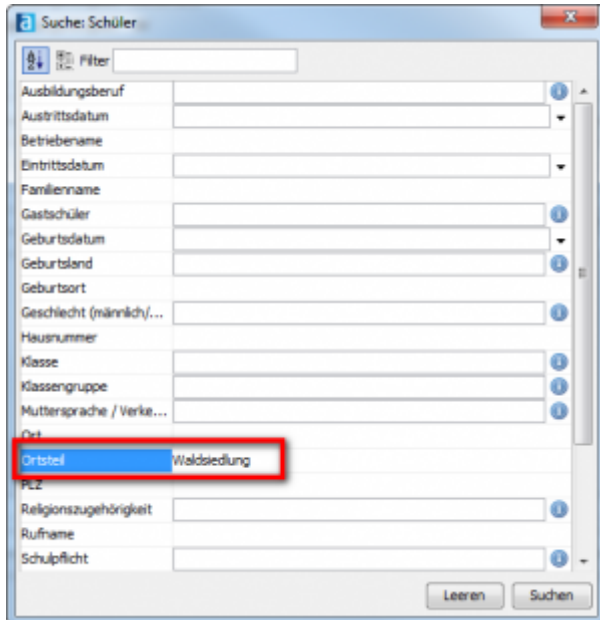 Suche: Schüler
Filter
Ausbildungsberuf
Austrittsdatum
Betriebename
Eintrittsdatum
Familienname
Gastschüler
Geburtsdatum
Geburtsland
Geburtsort
Geschlecht (männlich/...
Hausnummer
Klasse
Klassengruppe
Muttersprache / Verke...
Ort
Ortsteil Waldsiedlung
PLZ
Religionszugehörigkeit
Rufname
Schulpflicht
Leeren Suchen